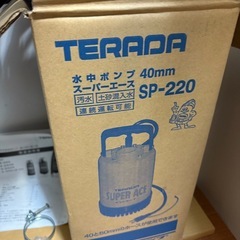 TERADA
水中ポンプ 40mm
スーパーエース SP-220
汚水 土砂混入水
連続運転可能
TERADA
SUPER ACE